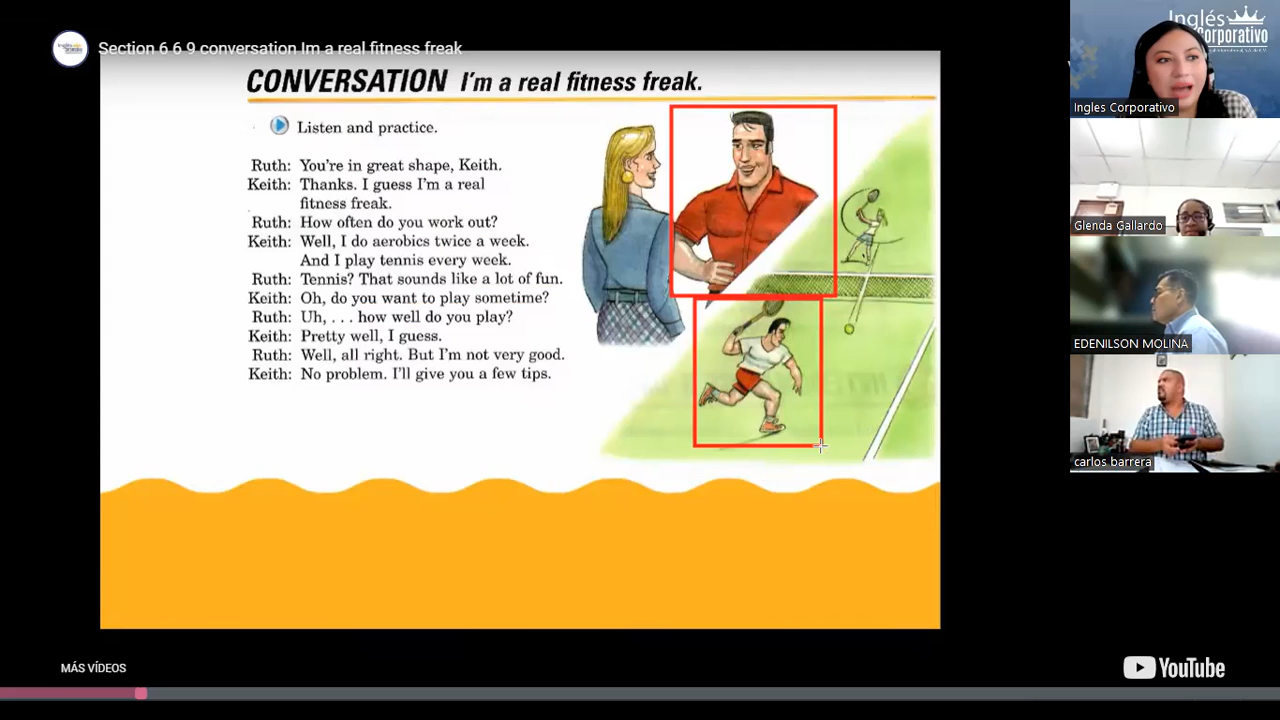 Section 6 6 9 conversation Im a real fitness freak
CONVERSATION I'm a real fitness freak.
Listen and practice.
Ruth: You're in great shape, Keith.
Keith: Thanks. I guess I'm a real
fitness freak.
Ruth: How often do you work out?
Keith: Well, I do aerobics twice a week.
And I play tennis every week.
Ruth: Tennis? That sounds like a lot of fun.
Keith: Oh, do you want to play sometime?
Ruth: Uh, . . . how well do you play?
Keith: Pretty well, I guess.
Ruth: Well, all right. But I'm not very good.
Keith: No problem. I'll give you a few tips.
MÁS VÍDEOS
YouTube
Inglés
Corporativo
Ingles Corporativo
Glenda Gallardo
EDENILSON MOLINA
carlos barrera